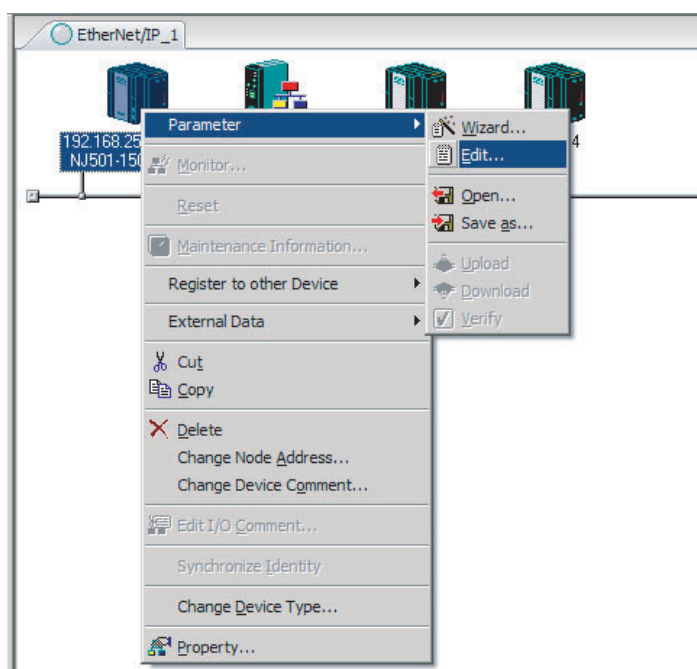 EtherNet/IP_1
192.168.25
NJ501-150
4
Parameter
Wizard...
Edit...
Open...
Save as...
Upload
Download
Verify
Monitor...
Reset
Maintenance Information...
Register to other Device
External Data
Cut
Copy
Delete
Change Node Address...
Change Device Comment...
Edit I/O Comment...
Synchronize Identity
Change Device Type...
Property...